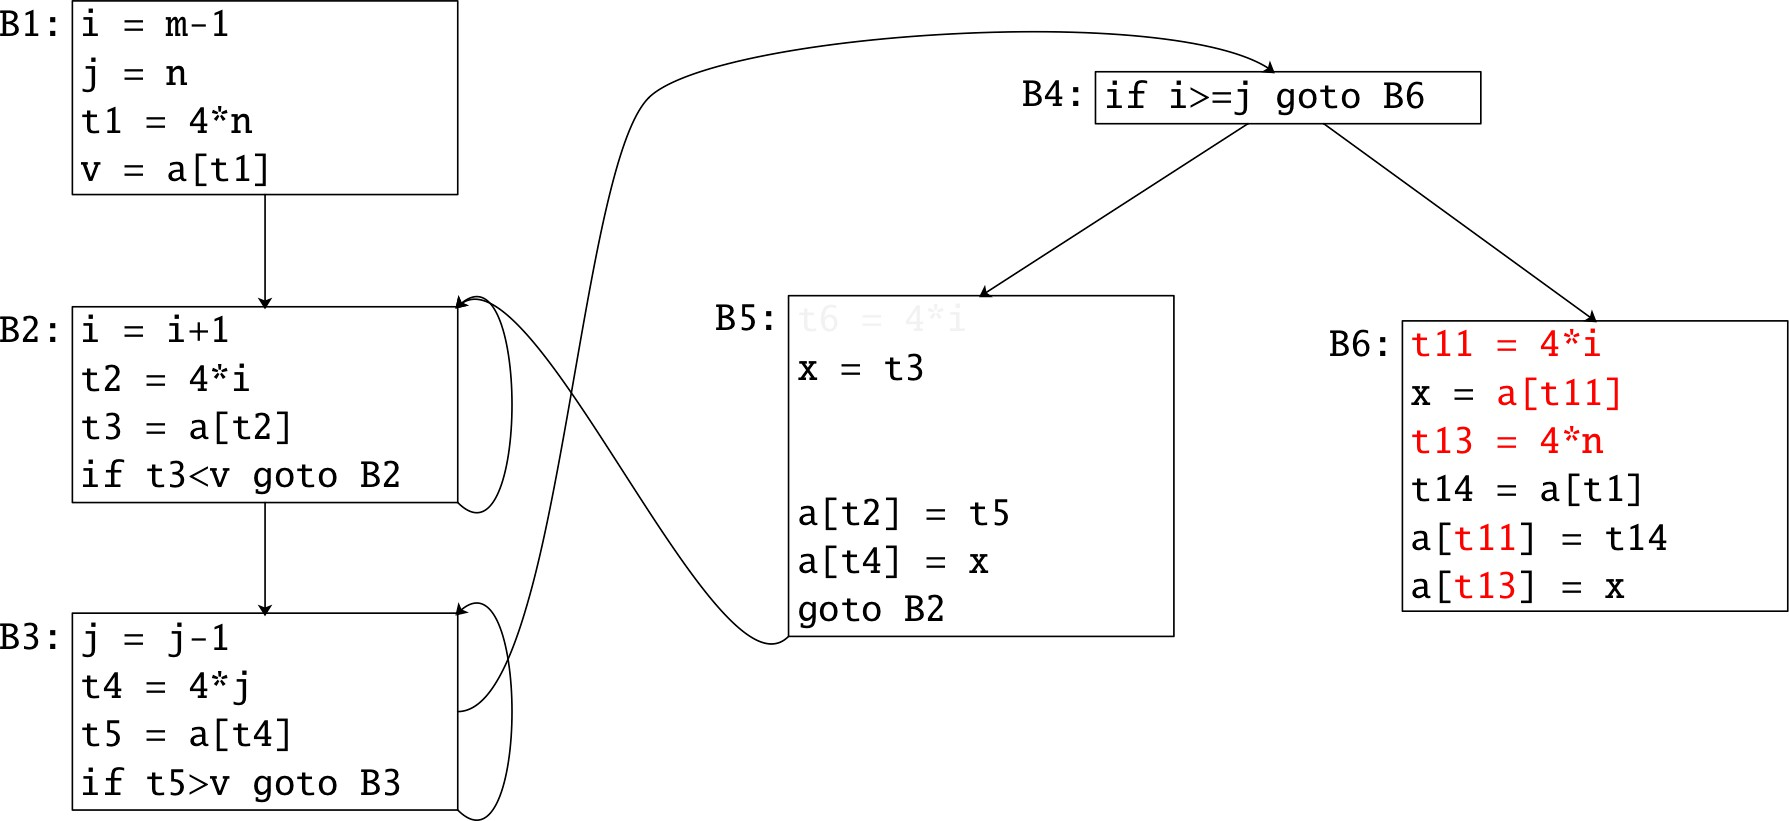 B1:
i = m-1
j = n
t1 = 4*n
v = a[t1]
B2:
i = i+1
t2 = 4*i
t3 = a[t2]
if t3<v goto B2
B3:
j = j-1
t4 = 4*j
t5 = a[t4]
if t5>v goto B3
B4:
if i>=j goto B6
B5:
t6 = 4*i
x = t3
a[t2] = t5
a[t4] = x
goto B2
B6:
t11 = 4*i
x = a[t11]
t13 = 4*n
t14 = a[t1]
a[t11] = t14
a[t13] = x